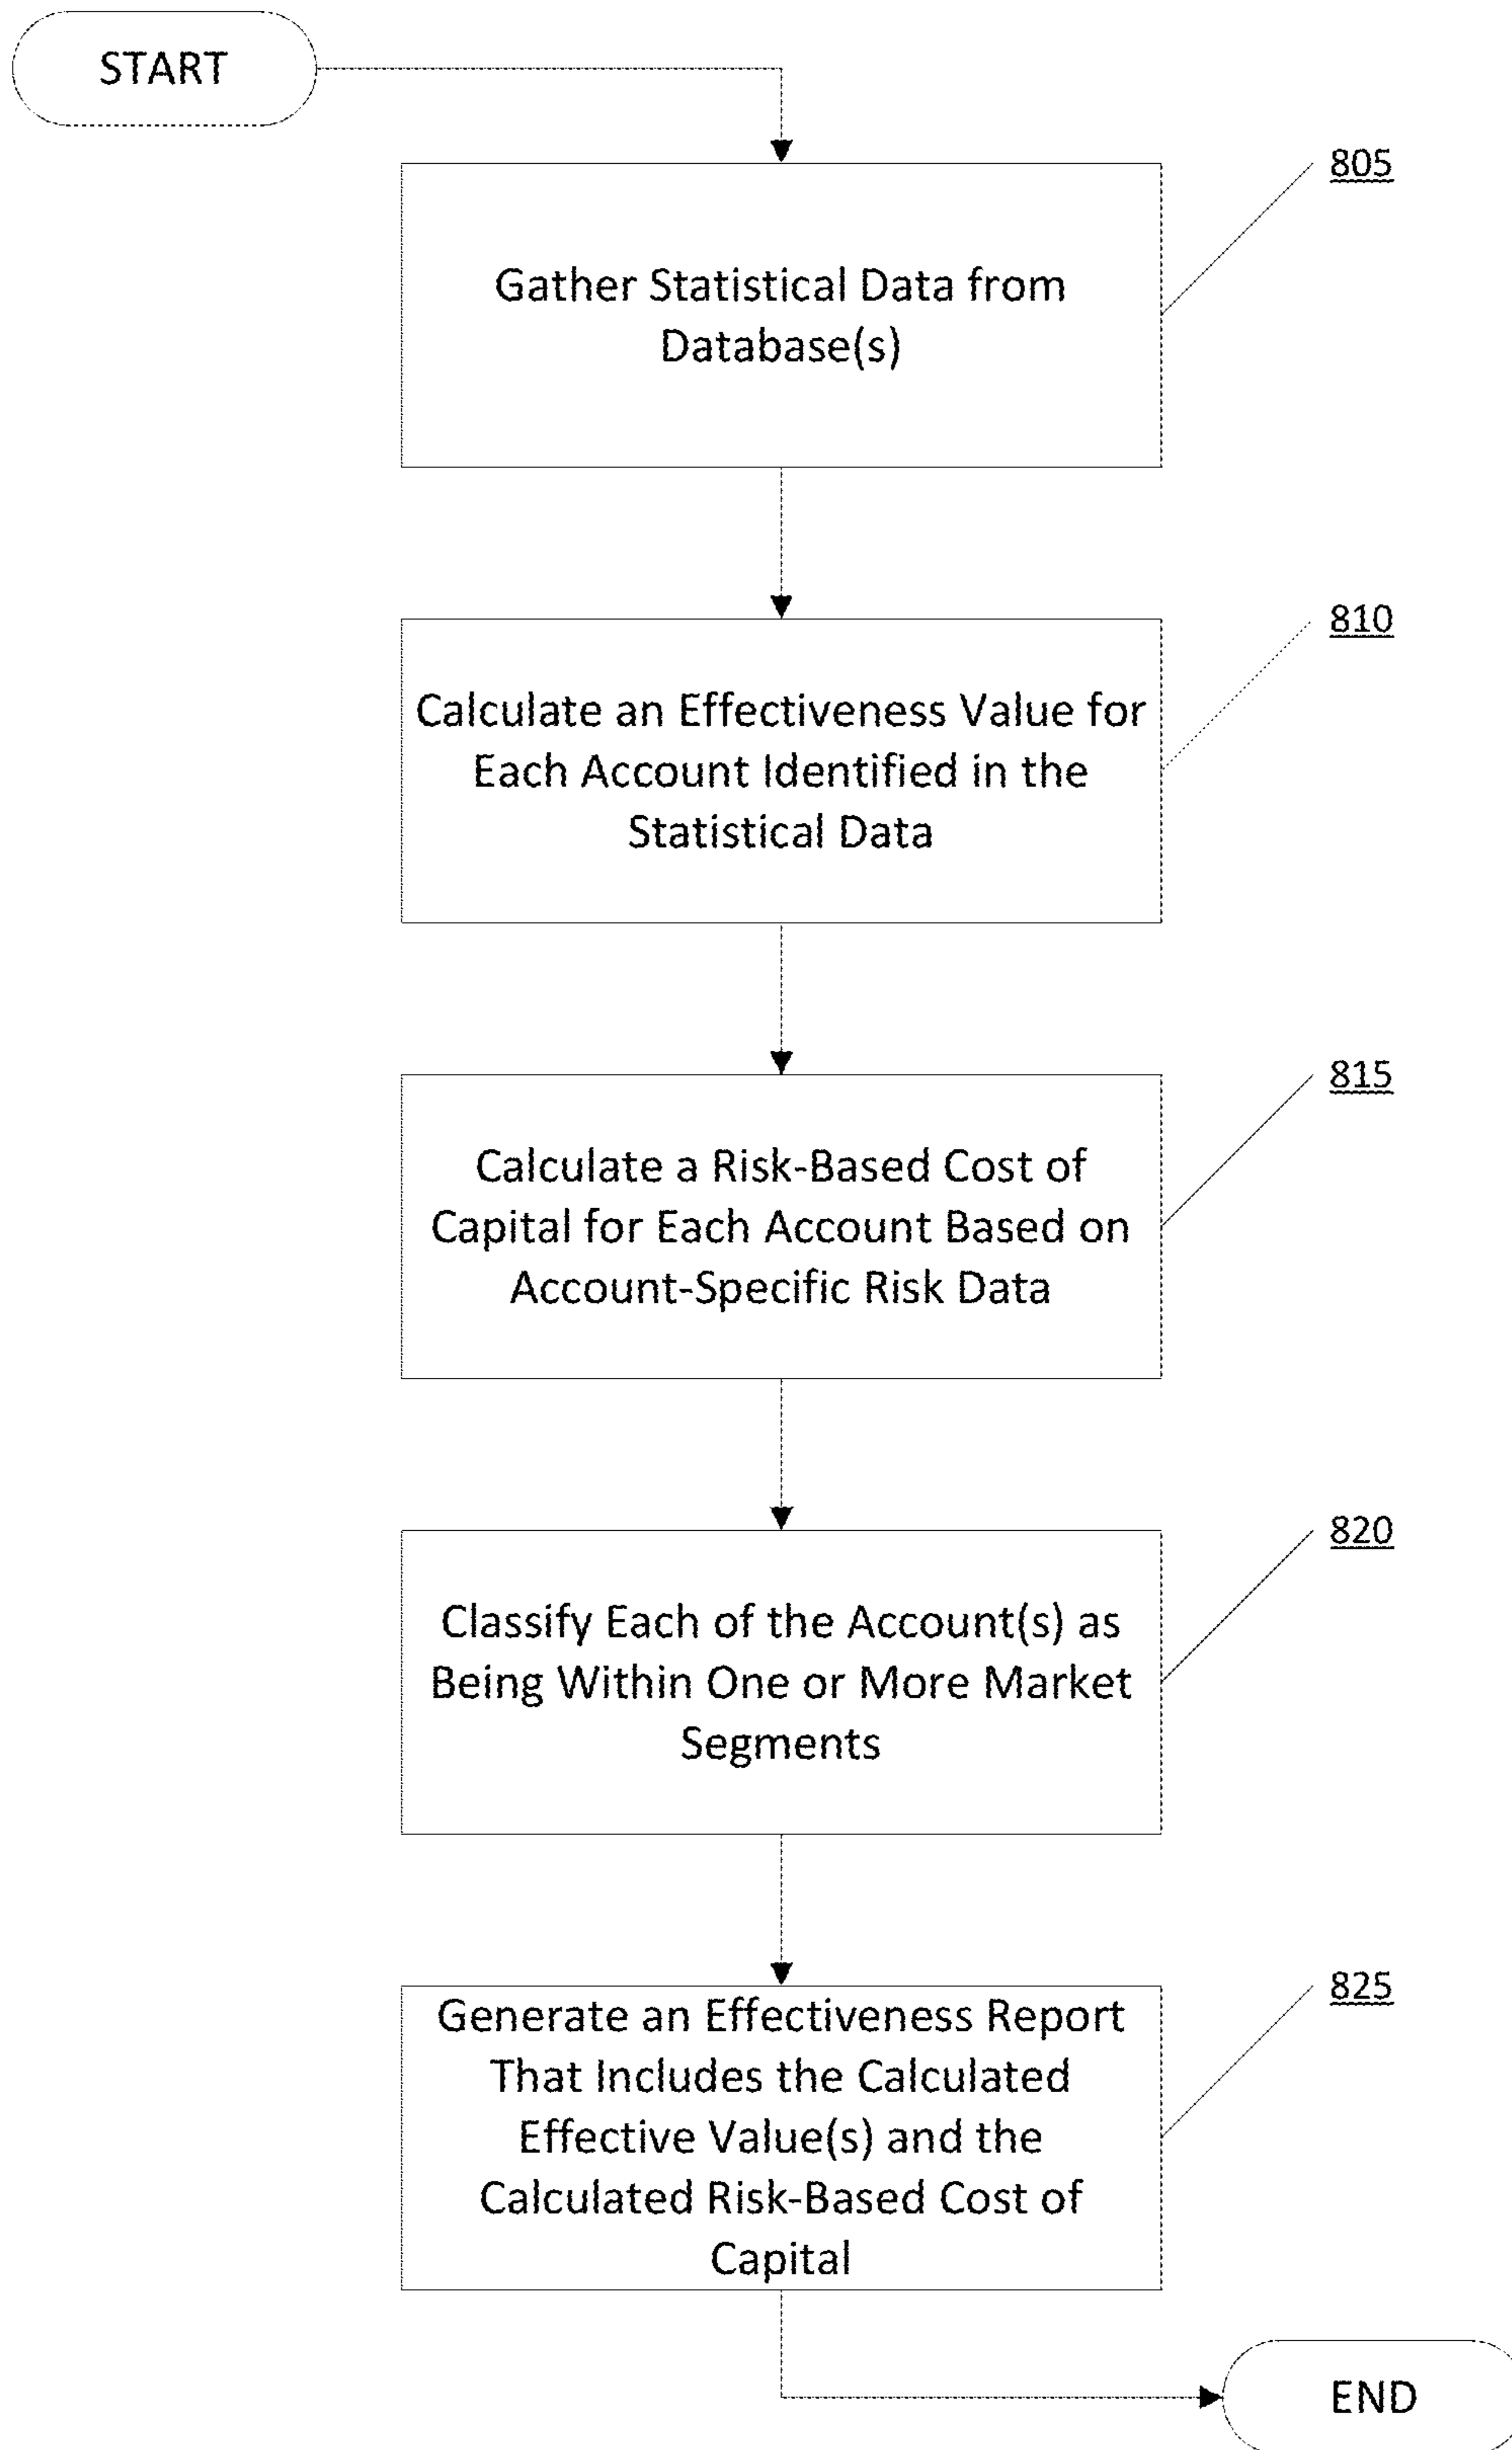 START
805
Gather Statistical Data from
Database(s)
810
Calculate an Effectiveness Value for
Each Account Identified in the
Statistical Data
815
Calculate a Risk-Based Cost of
Capital for Each Account Based on
Account-Specific Risk Data
820
Classify Each of the Account(s) as
Being Within One or More Market
Segments
825
Generate an Effectiveness Report
That Includes the Calculated
Effective Value(s) and the
Calculated Risk-Based Cost of
Capital
END